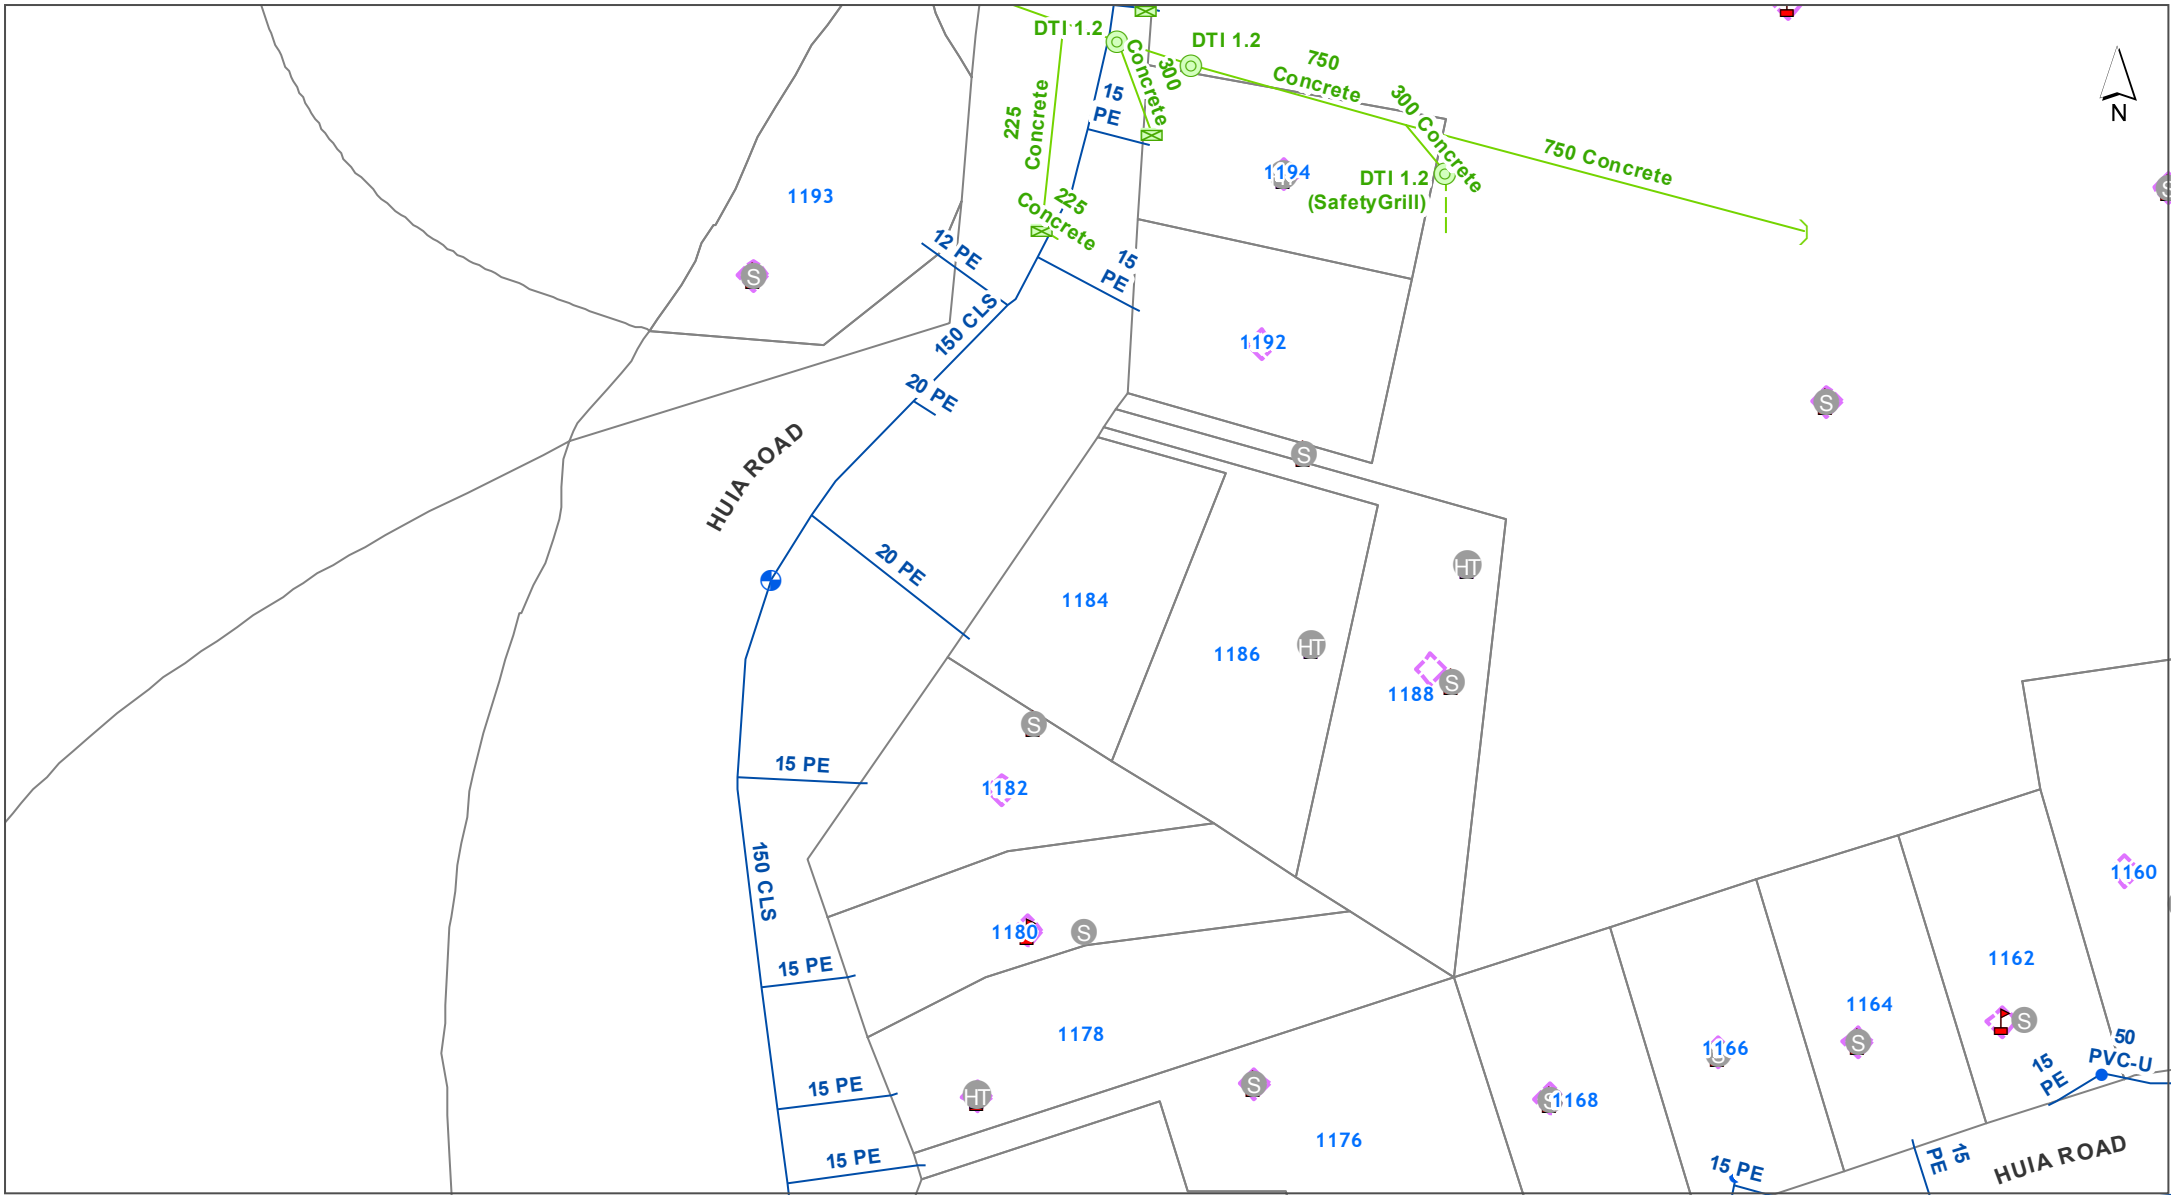 DTI 1.2
DTI 1.2
750
Concrete
300
Concrete
300 Concrete
750 Concrete
225
Concrete
15
PE
N
1193
1194
DTI 1.2
(SafetyGrill)
225
Concrete
S
S
12 PE
15
PE
150 CLS
1192
20 PE
S
HUIA ROAD
S
20 PE
HT
1184
HT
1186
1188
S
S
15 PE
1182
150 CLS
1160
1180
S
15 PE
1162
1164
S
S
1178
1166
S
50
PVC-U
15
PE
15 PE
HT
S
S
1168
1176
15 PE
15 PE
15
PE
HUIA ROAD